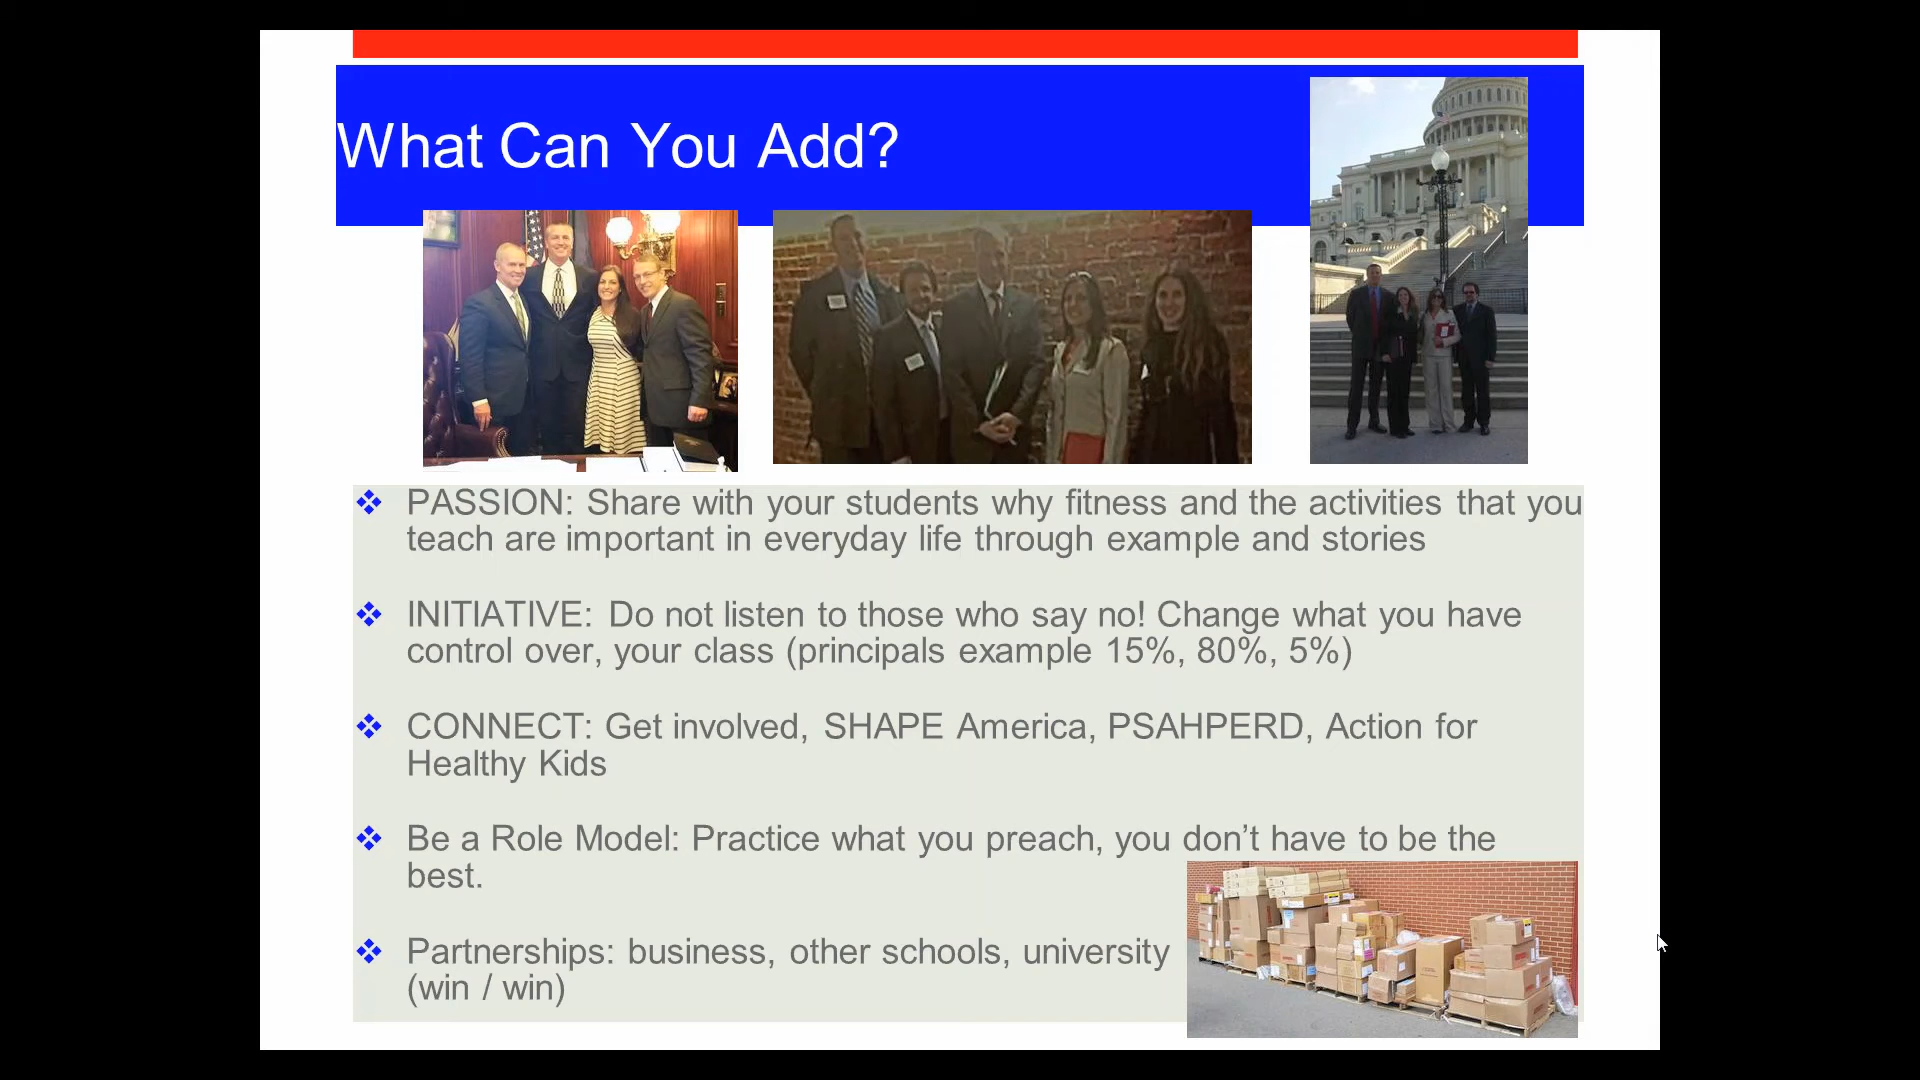 What Can You Add?
PASSION: Share with your students why fitness and the activities that you
teach are important in everyday life through example and stories
INITIATIVE: Do not listen to those who say no! Change what you have
control over, your class (principals example 15%, 80%, 5%)
CONNECT: Get involved, SHAPE America, PSAHPERD, Action for
Healthy Kids
Be a Role Model: Practice what you preach, you don’t have to be the
best.
Partnerships: business, other schools, university
(win / win)